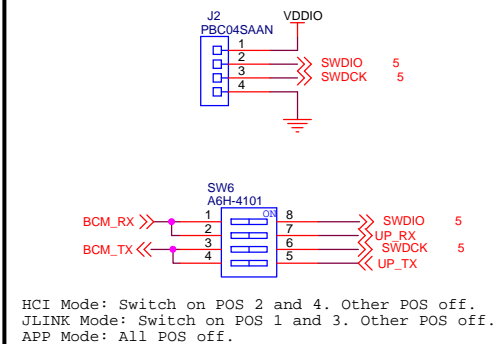 J2 VDDIO
PBC04SAAN
1
2 SWDIO 5
3 SWDCK 5
4
SW6
A6H-4101
ON
BCM_RX 1 8 SWDIO 5
2 7 UP_RX
BCM_TX 3 6 SWDCK 5
4 5 UP_TX
HCI Mode: Switch on POS 2 and 4. Other POS off.
JLINK Mode: Switch on POS 1 and 3. Other POS off.
APP Mode: All POS off.